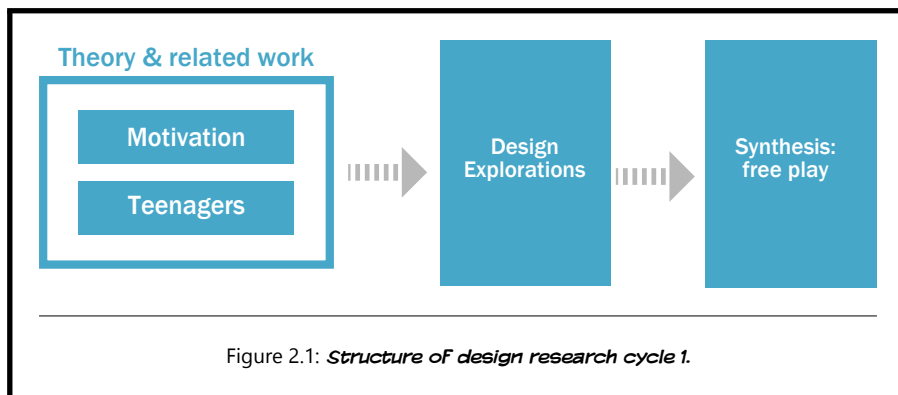 Theory & related work
Motivation
Teenagers
Design
Explorations
Synthesis:
free play
Figure 2.1: Structure of design research cycle 1.